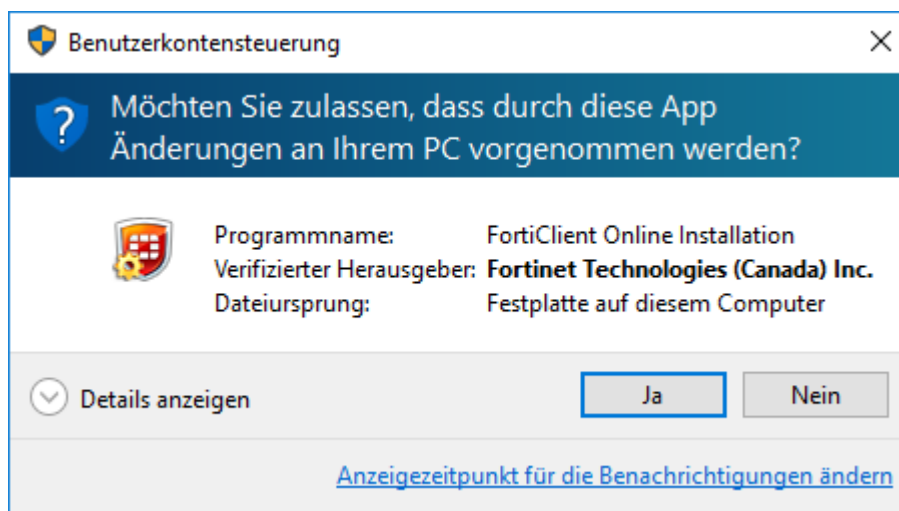 Benutzerkontensteuerung
Möchten Sie zulassen, dass durch diese App
Änderungen an Ihrem PC vorgenommen werden?
Programmname: FortiClient Online Installation
Verifizierter Herausgeber: Fortinet Technologies (Canada) Inc.
Dateiursprung: Festplatte auf diesem Computer
Details anzeigen Ja Nein
Anzeigezeitpunkt für die Benachrichtigungen ändern